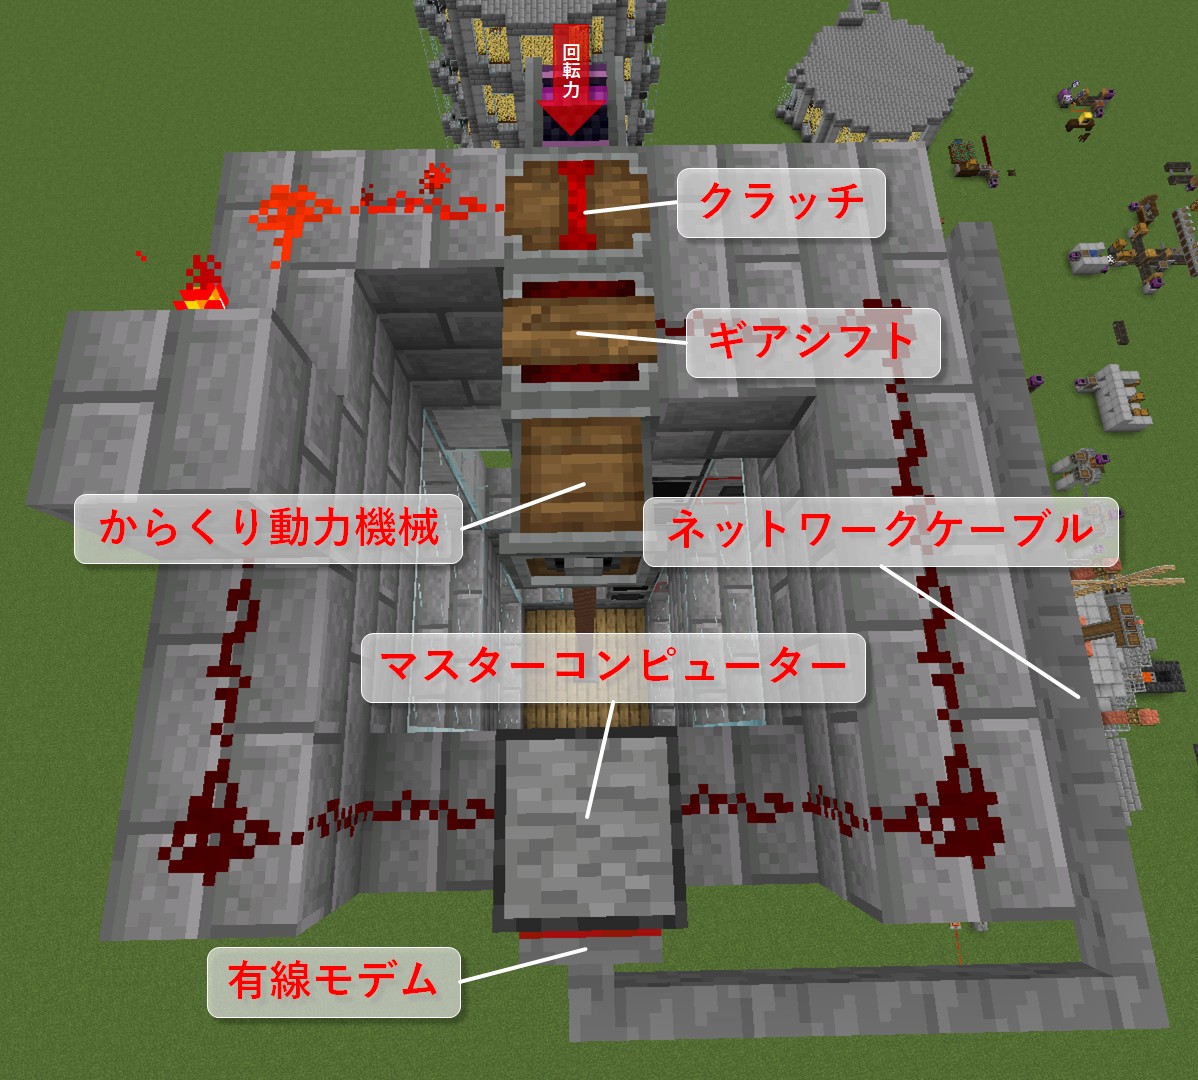 回転力
クラッチ
ギアシフト
からくり動力機械
ネットワークケーブル
マスターコンピューター
有線モデム